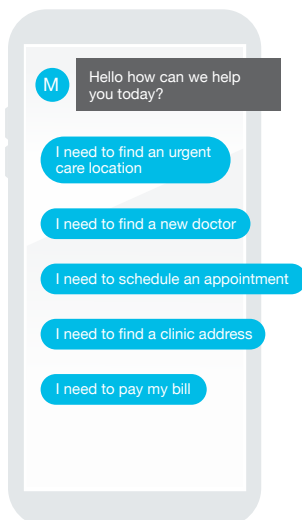 M
Hello how can we help
you today?
I need to find an urgent
care location
I need to find a new doctor
I need to schedule an appointment
I need to find a clinic address
I need to pay my bill